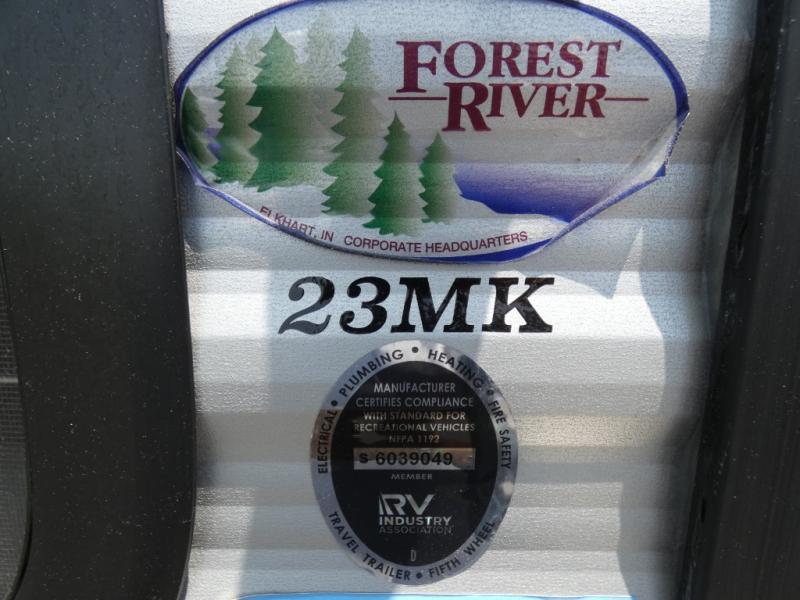 FOREST
RIVER
ELKHART, IN CORPORATE HEADQUARTERS
23MK
ELECTRICAL • PLUMBING • HEATING • FIRE SAFETY
MANUFACTURER
CERTIFIES COMPLIANCE
WITH STANDARD FOR
RECREATIONAL VEHICLES
NFPA 1192
S 6039049
MEMBER
RV
INDUSTRY
ASSOCIATION
D
TRAVEL TRAILER • FIFTH WHEEL